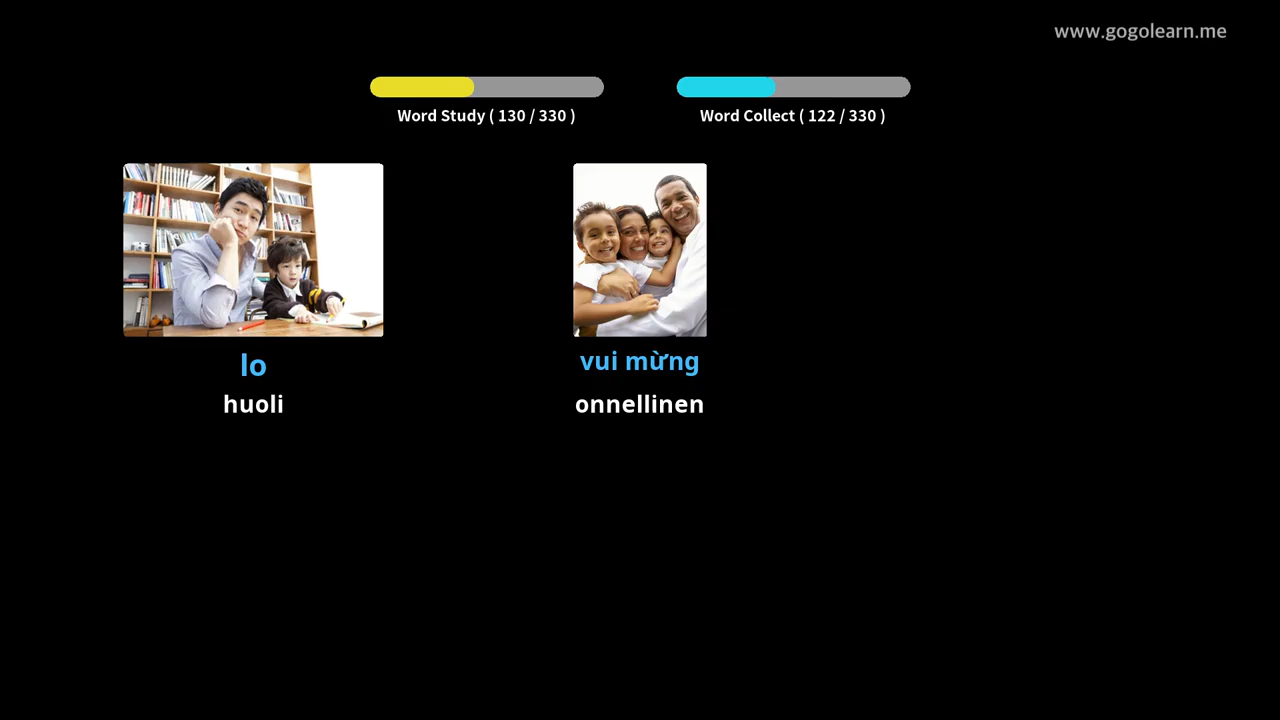 www.gogolearn.me
Word Study ( 130 / 330 )
Word Collect ( 122 / 330 )
lo
huoli
vui mừng
onnellinen